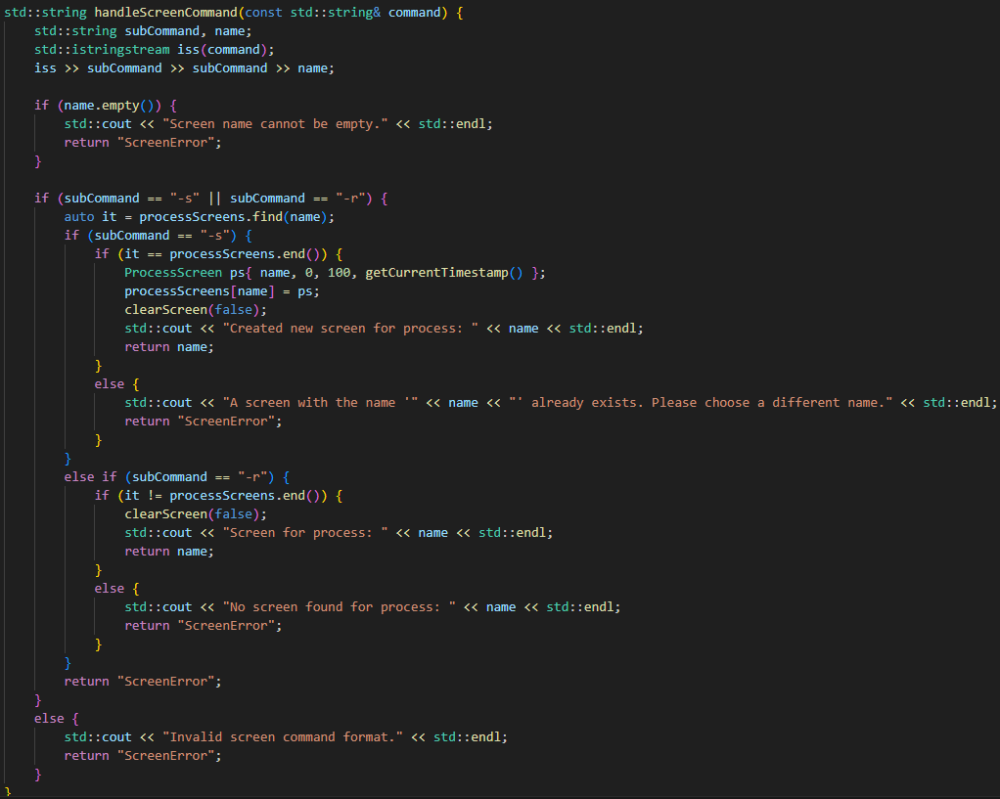 std::string handleScreenCommand(const std::string& command) {
    std::string subCommand, name;
    std::istringstream iss(command);
    iss >> subCommand >> subCommand >> name;

    if (name.empty()) {
        std::cout << "Screen name cannot be empty." << std::endl;
        return "ScreenError";
    }

    if (subCommand == "-s" || subCommand == "-r") {
        auto it = processScreens.find(name);
        if (subCommand == "-s") {
            if (it == processScreens.end()) {
                ProcessScreen ps{ name, 0, 100, getCurrentTimestamp() };
                processScreens[name] = ps;
                clearScreen(false);
                std::cout << "Created new screen for process: " << name << std::endl;
                return name;
            }
            else {
                std::cout << "A screen with the name '" << name << "' already exists. Please choose a different name." << std::endl;
                return "ScreenError";
            }
        }
        else if (subCommand == "-r") {
            if (it != processScreens.end()) {
                clearScreen(false);
                std::cout << "Screen for process: " << name << std::endl;
                return name;
            }
            else {
                std::cout << "No screen found for process: " << name << std::endl;
                return "ScreenError";
            }
        }
        return "ScreenError";
    }
    else {
        std::cout << "Invalid screen command format." << std::endl;
        return "ScreenError";
    }
}